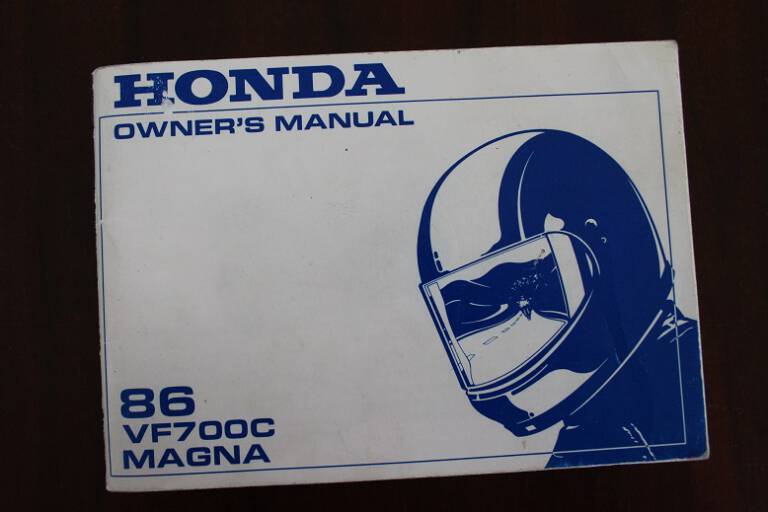 HONDA
OWNER'S MANUAL
86
VF700C
MAGNA